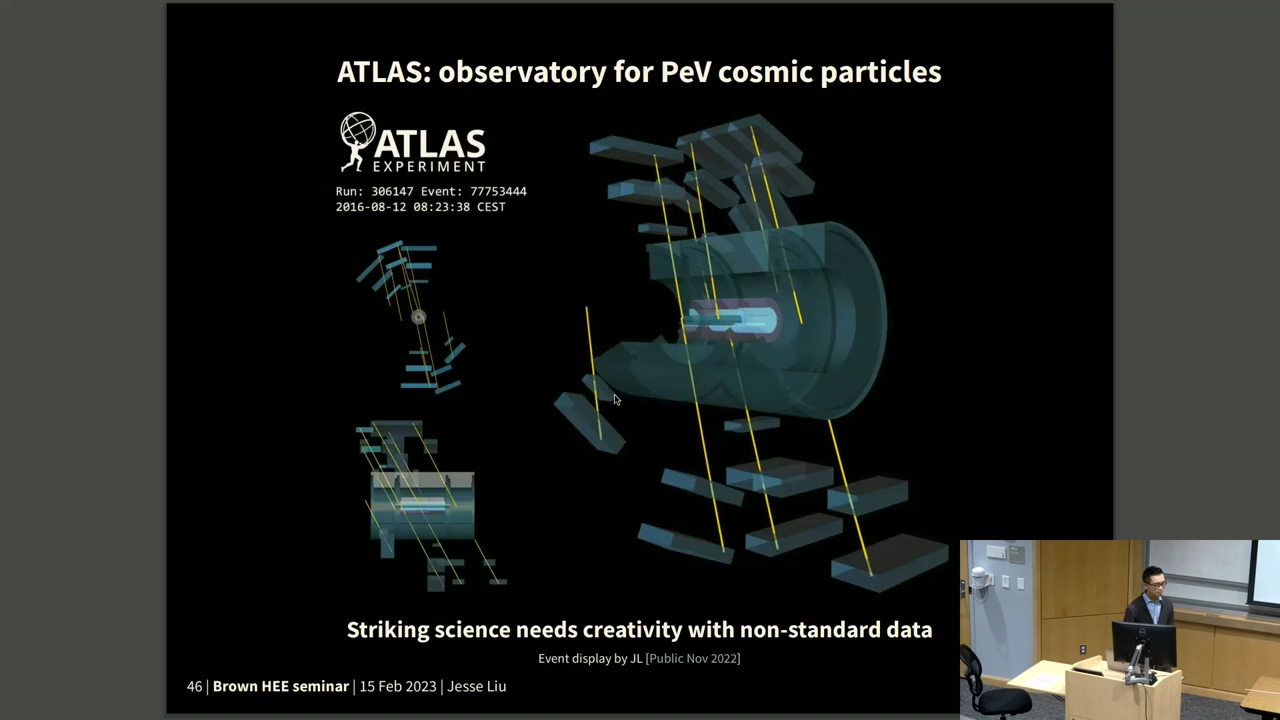 ATLAS: observatory for PeV cosmic particles
ATLAS
EXPERIMENT
Run: 306147 Event: 77753444
2016-08-12 08:23:38 CEST
Striking science needs creativity with non-standard data
Event display by JL [Public Nov 2022]
46 | Brown HEE seminar | 15 Feb 2023 | Jesse Liu